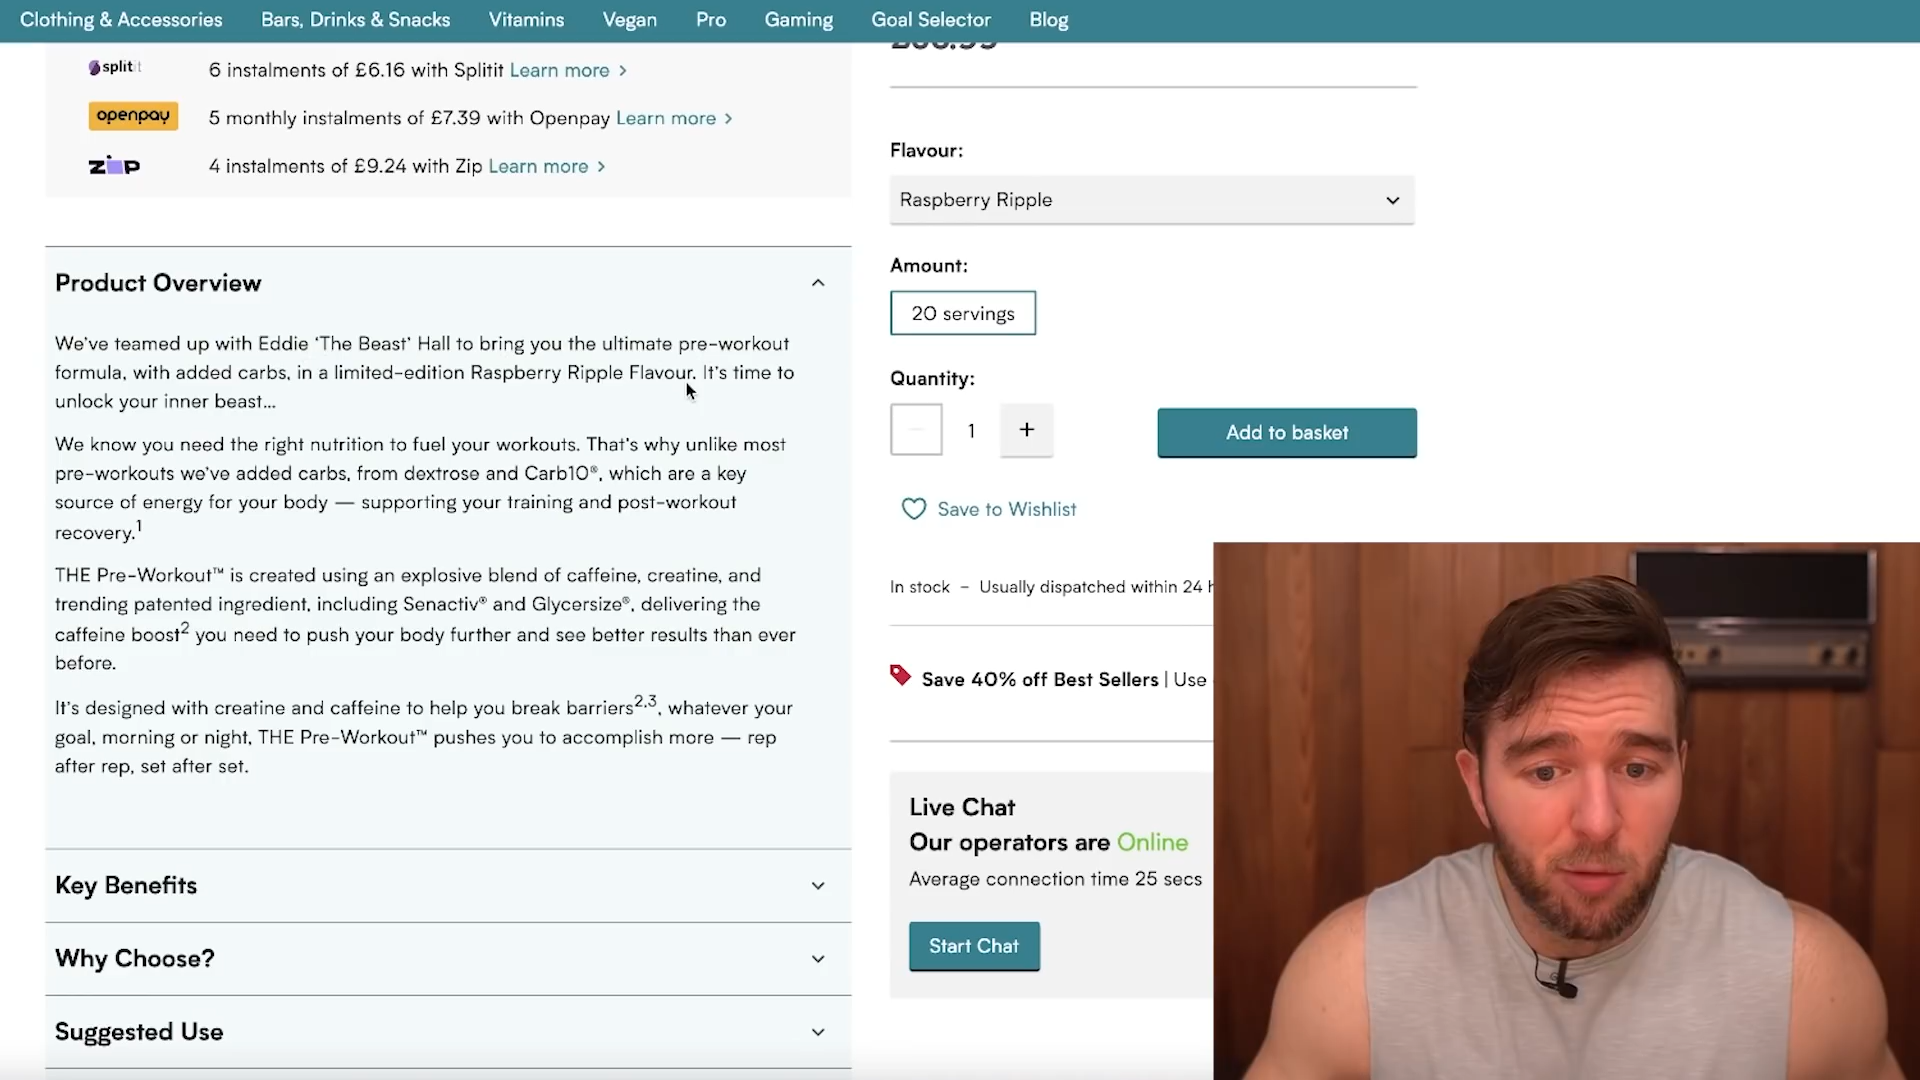 Clothing & Accessories Bars, Drinks & Snacks Vitamins Vegan Pro Gaming Goal Selector Blog
splitit 6 instalments of £6.16 with Splitit Learn more >
openpay 5 monthly instalments of £7.39 with Openpay Learn more >
ZIP 4 instalments of £9.24 with Zip Learn more >
Product Overview
We've teamed up with Eddie 'The Beast' Hall to bring you the ultimate pre-workout
formula, with added carbs, in a limited-edition Raspberry Ripple Flavour. It's time to
unlock your inner beast...
We know you need the right nutrition to fuel your workouts. That's why unlike most
pre-workouts we've added carbs, from dextrose and Carb10®, which are a key
source of energy for your body — supporting your training and post-workout
recovery.1
THE Pre-Workout™ is created using an explosive blend of caffeine, creatine, and
trending patented ingredient, including Senactiv® and Glycersize®, delivering the
caffeine boost2 you need to push your body further and see better results than ever
before.
It's designed with creatine and caffeine to help you break barriers2,3, whatever your
goal, morning or night, THE Pre-Workout™ pushes you to accomplish more — rep
after rep, set after set.
Key Benefits
Why Choose?
Suggested Use
Flavour:
Raspberry Ripple
Amount:
20 servings
Quantity:
1 +
Add to basket
Save to Wishlist
In stock – Usually dispatched within 24
Save 40% off Best Sellers | Use
Live Chat
Our operators are Online
Average connection time 25 secs
Start Chat